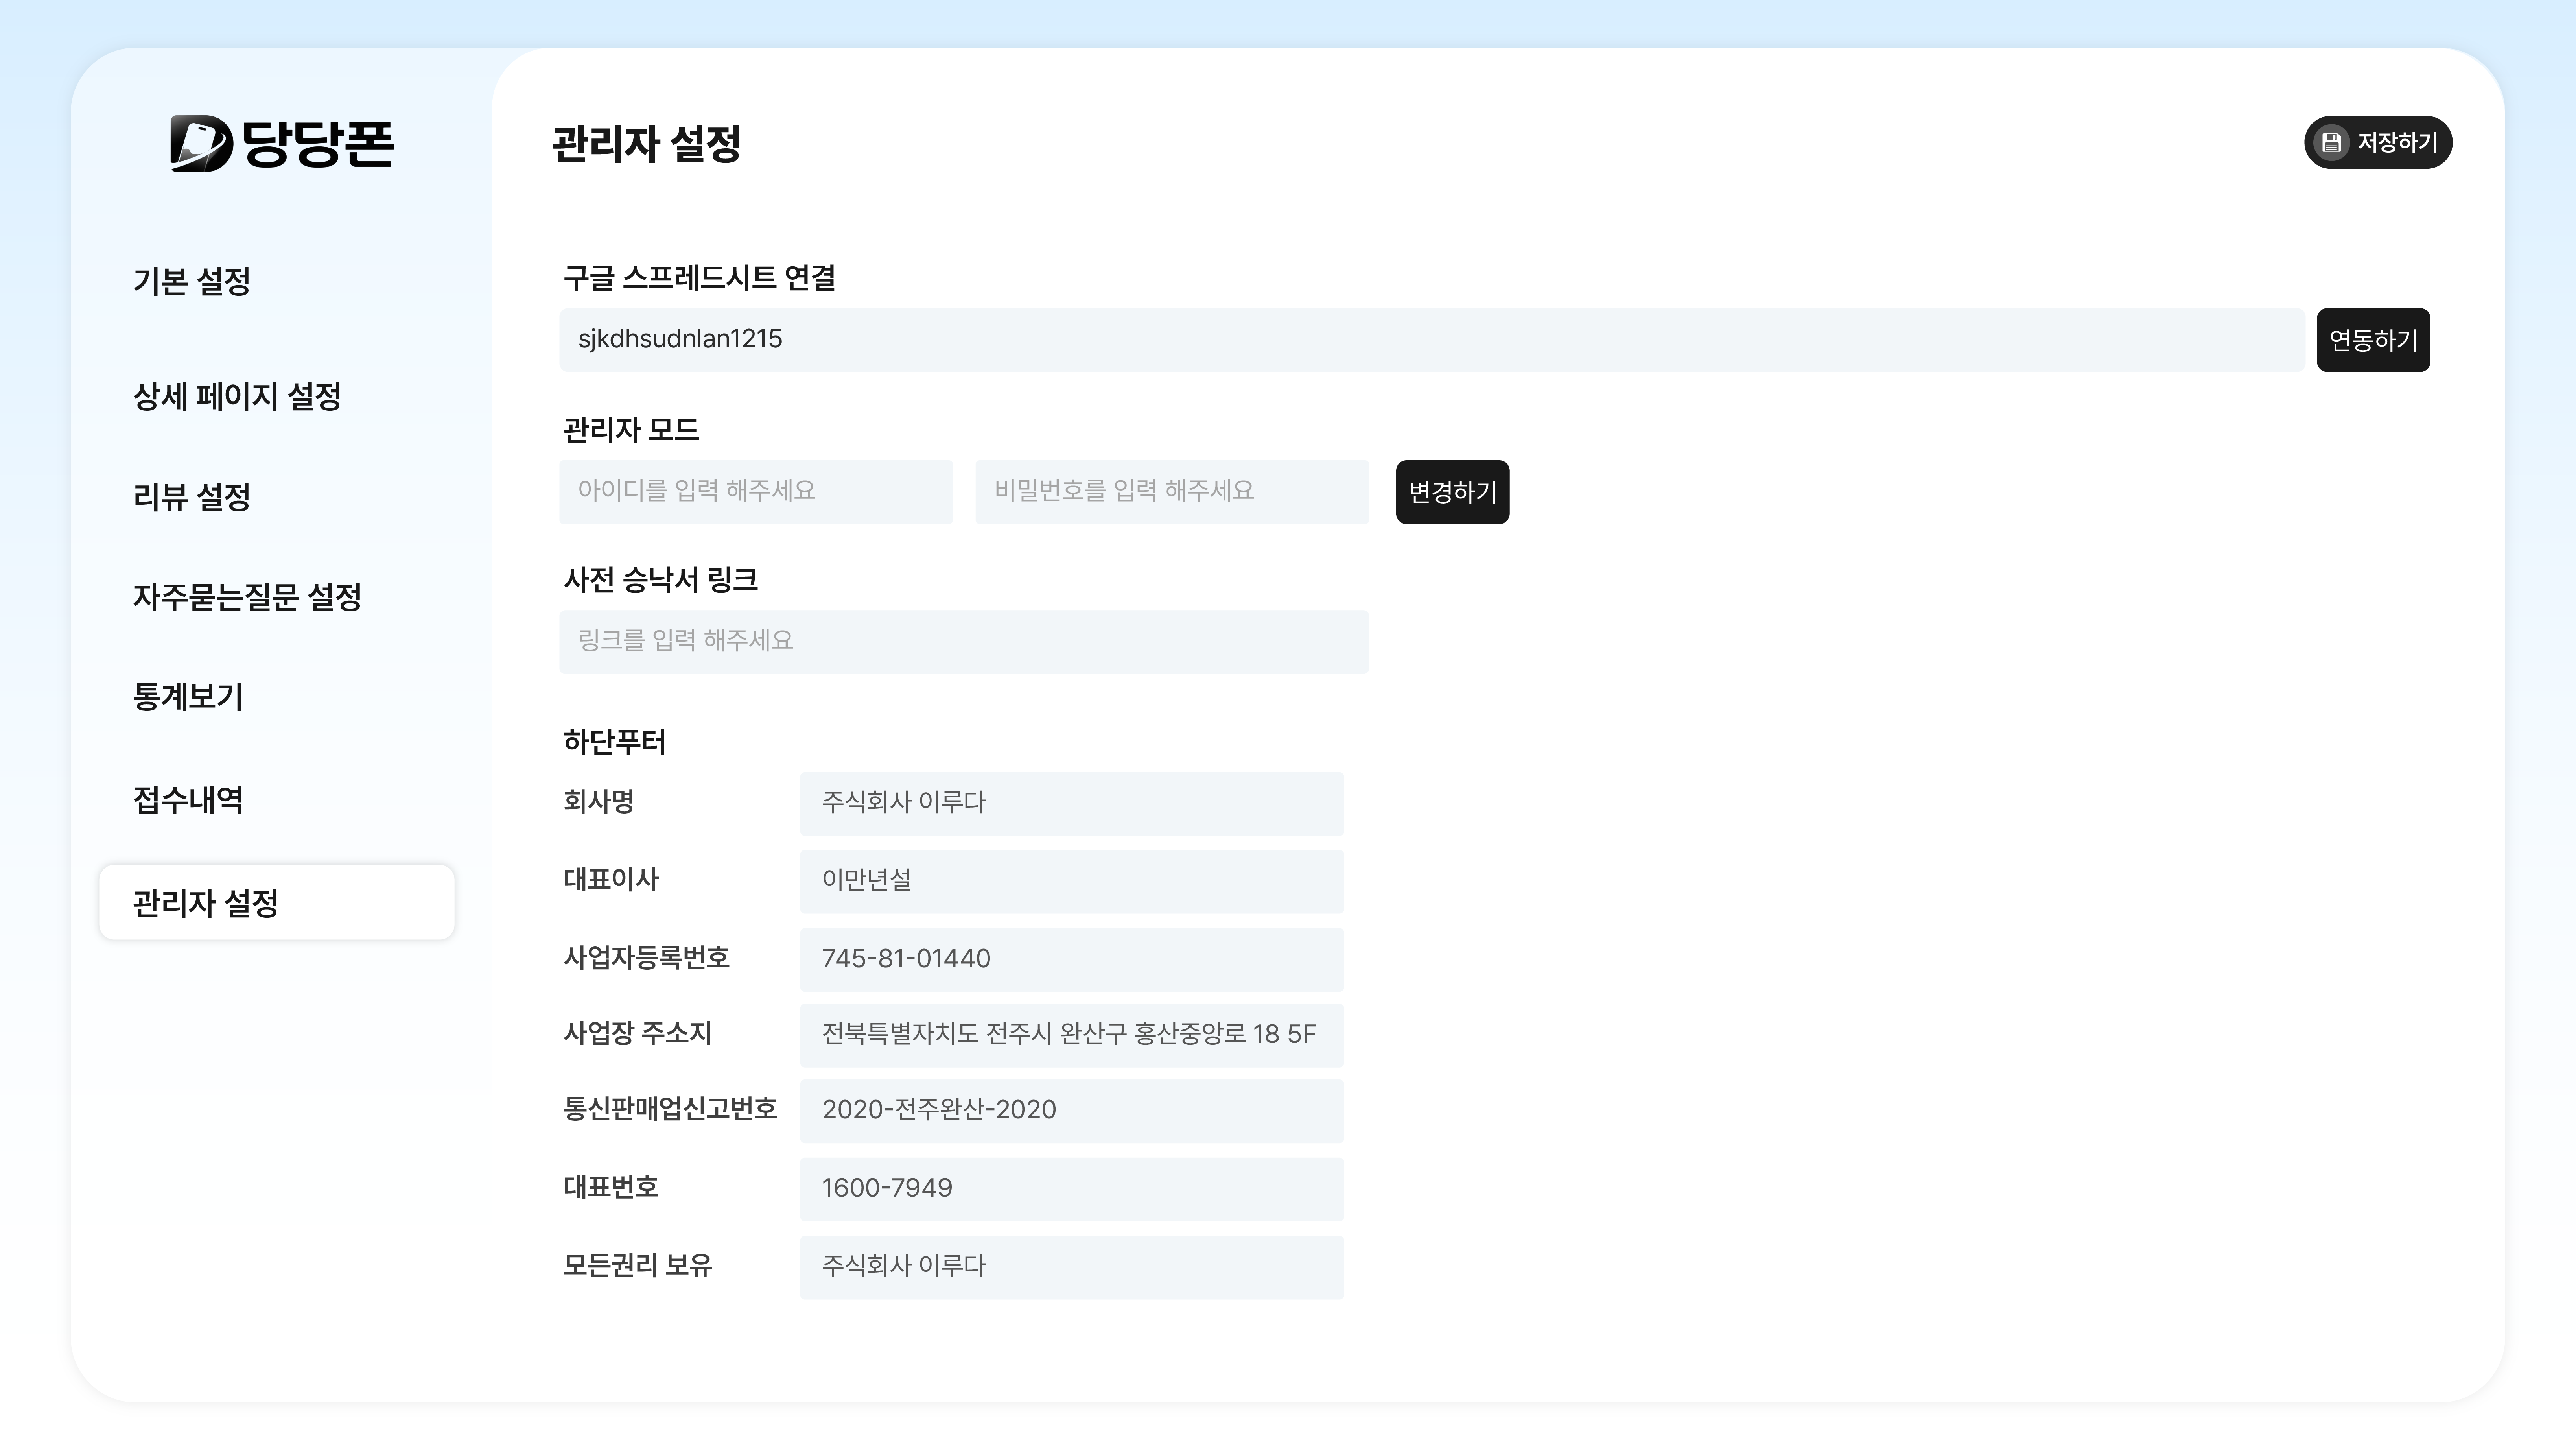 당당폰
기본 설정
상세 페이지 설정
리뷰 설정
자주묻는질문 설정
통계보기
접수내역
관리자 설정
관리자 설정
저장하기
구글 스프레드시트 연결
sjkdhsudnlan1215
연동하기
관리자 모드
아이디를 입력 해주세요
비밀번호를 입력 해주세요
변경하기
사전 승낙서 링크
링크를 입력 해주세요
하단푸터
회사명 주식회사 이루다
대표이사 이만년설
사업자등록번호 745-81-01440
사업장 주소지 전북특별자치도 전주시 완산구 홍산중앙로 18 5F
통신판매업신고번호 2020-전주완산-2020
대표번호 1600-7949
모든권리 보유 주식회사 이루다